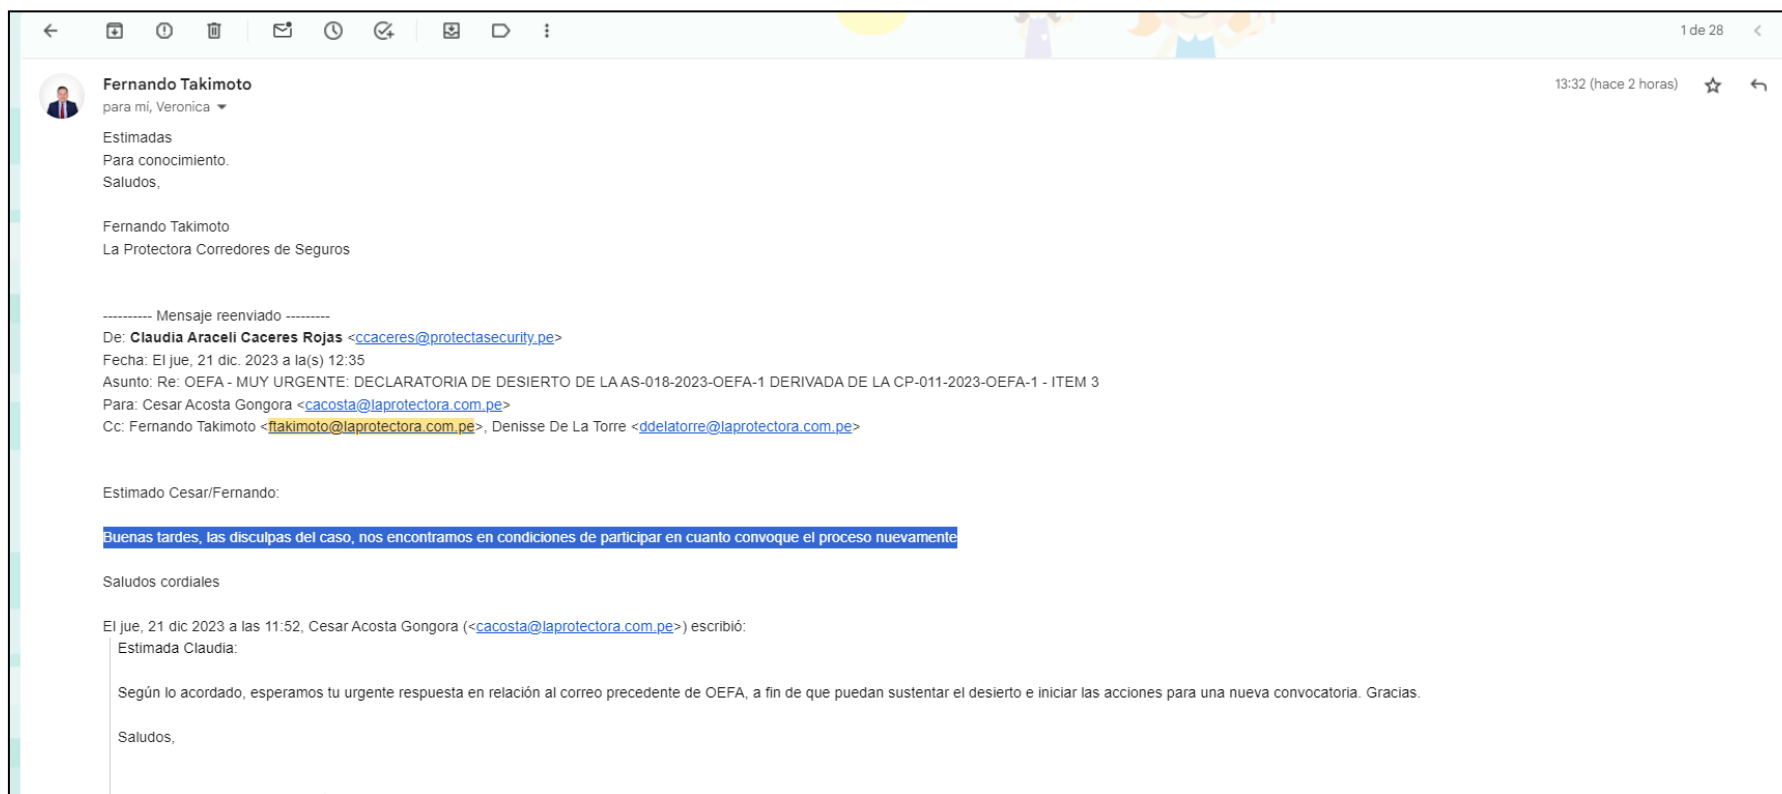 1 de 28
Fernando Takimoto
13:32 (hace 2 horas)
para mí, Veronica
Estimadas
Para conocimiento.
Saludos,
Fernando Takimoto
La Protectora Corredores de Seguros
---------- Mensaje reenviado ---------
De: Claudia Araceli Caceres Rojas <ccaceres@protectasecurity.pe>
Fecha: El jue, 21 dic. 2023 a la(s) 12:35
Asunto: Re: OEFA - MUY URGENTE: DECLARATORIA DE DESIERTO DE LA AS-018-2023-OEFA-1 DERIVADA DE LA CP-011-2023-OEFA-1 - ITEM 3
Para: Cesar Acosta Gongora <cacosta@laprotectora.com.pe>
Cc: Fernando Takimoto <ftakimoto@laprotectora.com.pe>, Denisse De La Torre <ddelatorre@laprotectora.com.pe>
Estimado Cesar/Fernando:
Buenas tardes, las disculpas del caso, nos encontramos en condiciones de participar en cuanto convoque el proceso nuevamente
Saludos cordiales
El jue, 21 dic 2023 a las 11:52, Cesar Acosta Gongora (<cacosta@laprotectora.com.pe>) escribió:
Estimada Claudia:
Según lo acordado, esperamos tu urgente respuesta en relación al correo precedente de OEFA, a fin de que puedan sustentar el desierto e iniciar las acciones para una nueva convocatoria. Gracias.
Saludos,